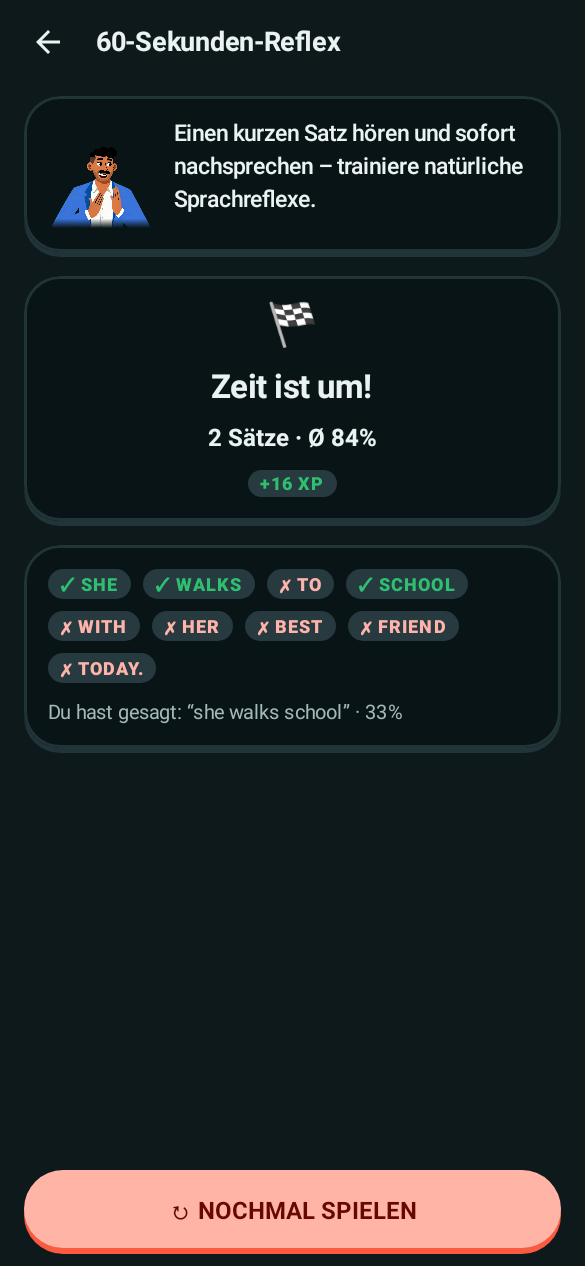 60-Sekunden-Reflex
Einen kurzen Satz hören und sofort
nachsprechen – trainiere natürliche
Sprachreflexe.
Zeit ist um!
2 Sätze · Ø 84%
+16 XP
✓ SHE ✓ WALKS ✗ TO ✓ SCHOOL
✗ WITH ✗ HER ✗ BEST ✗ FRIEND
✗ TODAY.
Du hast gesagt: “she walks school” · 33%
↻ NOCHMAL SPIELEN